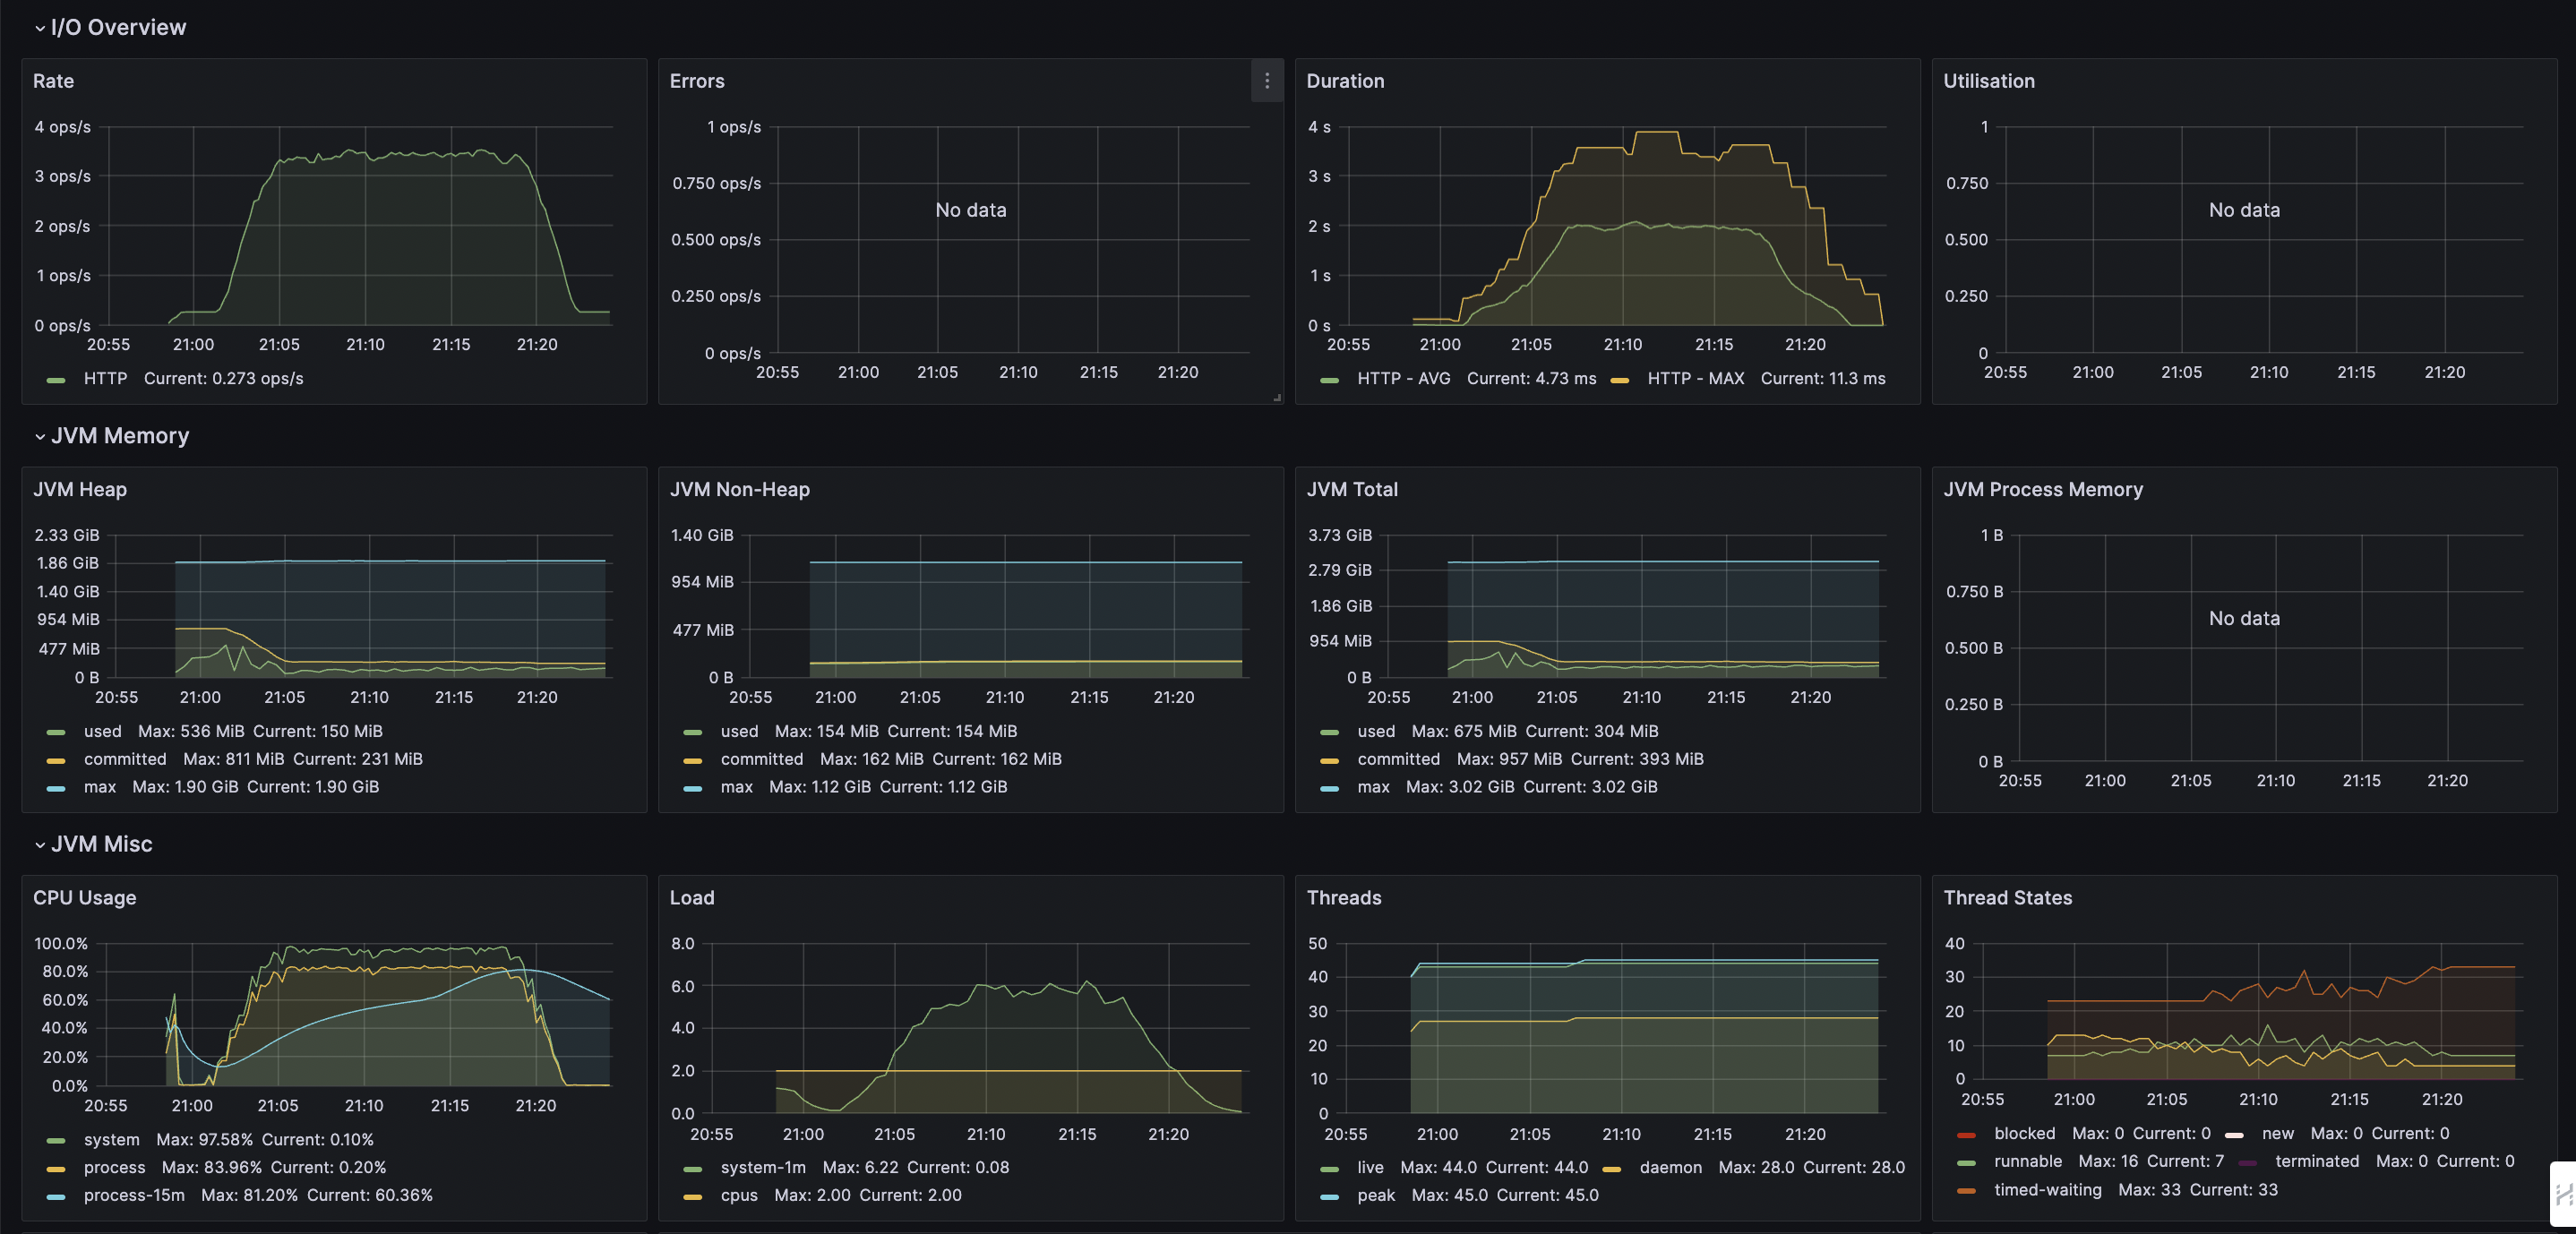 I/O Overview
Rate
4 ops/s
3 ops/s
2 ops/s
1 ops/s
0 ops/s
20:55 21:00 21:05 21:10 21:15 21:20
HTTP Current: 0.273 ops/s
Errors
1 ops/s
0.750 ops/s
0.500 ops/s
0.250 ops/s
0 ops/s
No data
20:55 21:00 21:05 21:10 21:15 21:20
Duration
4 s
3 s
2 s
1 s
0 s
20:55 21:00 21:05 21:10 21:15 21:20
HTTP - AVG Current: 4.73 ms HTTP - MAX Current: 11.3 ms
Utilisation
1
0.750
0.500
0.250
0
No data
20:55 21:00 21:05 21:10 21:15 21:20
JVM Memory
JVM Heap
2.33 GiB
1.86 GiB
1.40 GiB
954 MiB
477 MiB
0 B
20:55 21:00 21:05 21:10 21:15 21:20
used Max: 536 MiB Current: 150 MiB
committed Max: 811 MiB Current: 231 MiB
max Max: 1.90 GiB Current: 1.90 GiB
JVM Non-Heap
1.40 GiB
954 MiB
477 MiB
0 B
20:55 21:00 21:05 21:10 21:15 21:20
used Max: 154 MiB Current: 154 MiB
committed Max: 162 MiB Current: 162 MiB
max Max: 1.12 GiB Current: 1.12 GiB
JVM Total
3.73 GiB
2.79 GiB
1.86 GiB
954 MiB
0 B
20:55 21:00 21:05 21:10 21:15 21:20
used Max: 675 MiB Current: 304 MiB
committed Max: 957 MiB Current: 393 MiB
max Max: 3.02 GiB Current: 3.02 GiB
JVM Process Memory
1 B
0.750 B
0.500 B
0.250 B
0 B
No data
20:55 21:00 21:05 21:10 21:15 21:20
JVM Misc
CPU Usage
100.0%
80.0%
60.0%
40.0%
20.0%
0.0%
20:55 21:00 21:05 21:10 21:15 21:20
system Max: 97.58% Current: 0.10%
process Max: 83.96% Current: 0.20%
process-15m Max: 81.20% Current: 60.36%
Load
8.0
6.0
4.0
2.0
0.0
20:55 21:00 21:05 21:10 21:15 21:20
system-1m Max: 6.22 Current: 0.08
cpus Max: 2.00 Current: 2.00
Threads
50
40
30
20
10
0
20:55 21:00 21:05 21:10 21:15 21:20
live Max: 44.0 Current: 44.0 daemon Max: 28.0 Current: 28.0
peak Max: 45.0 Current: 45.0
Thread States
40
30
20
10
0
20:55 21:00 21:05 21:10 21:15 21:20
blocked Max: 0 Current: 0 new Max: 0 Current: 0
runnable Max: 16 Current: 7 terminated Max: 0 Current: 0
timed-waiting Max: 33 Current: 33